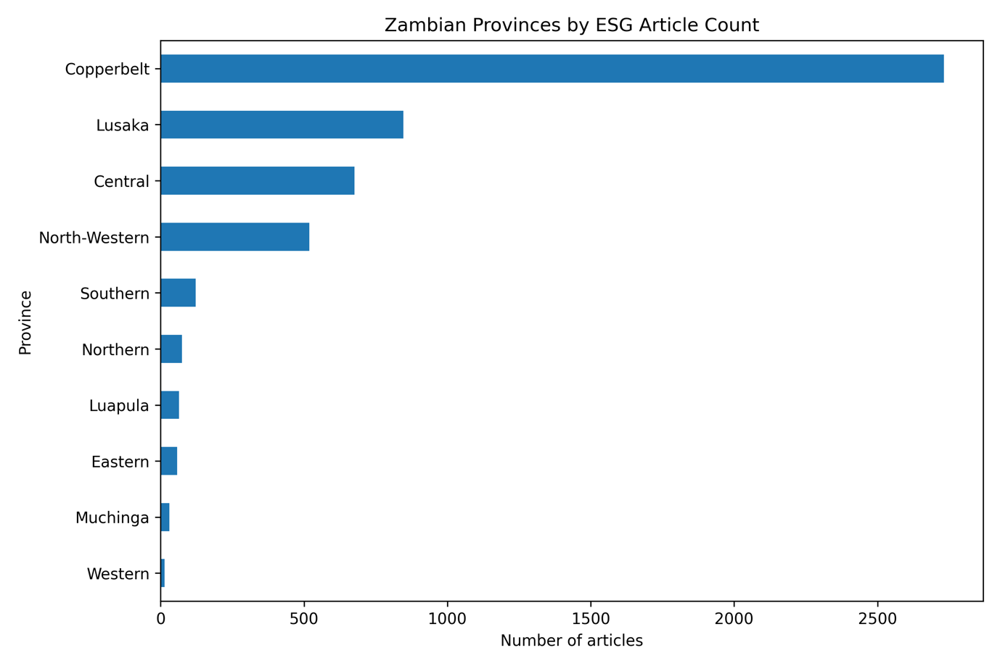 Zambian Provinces by ESG Article Count
Copperbelt
Lusaka
Central
North-Western
Southern
Northern
Luapula
Eastern
Muchinga
Western
Province
0 500 1000 1500 2000 2500
Number of articles